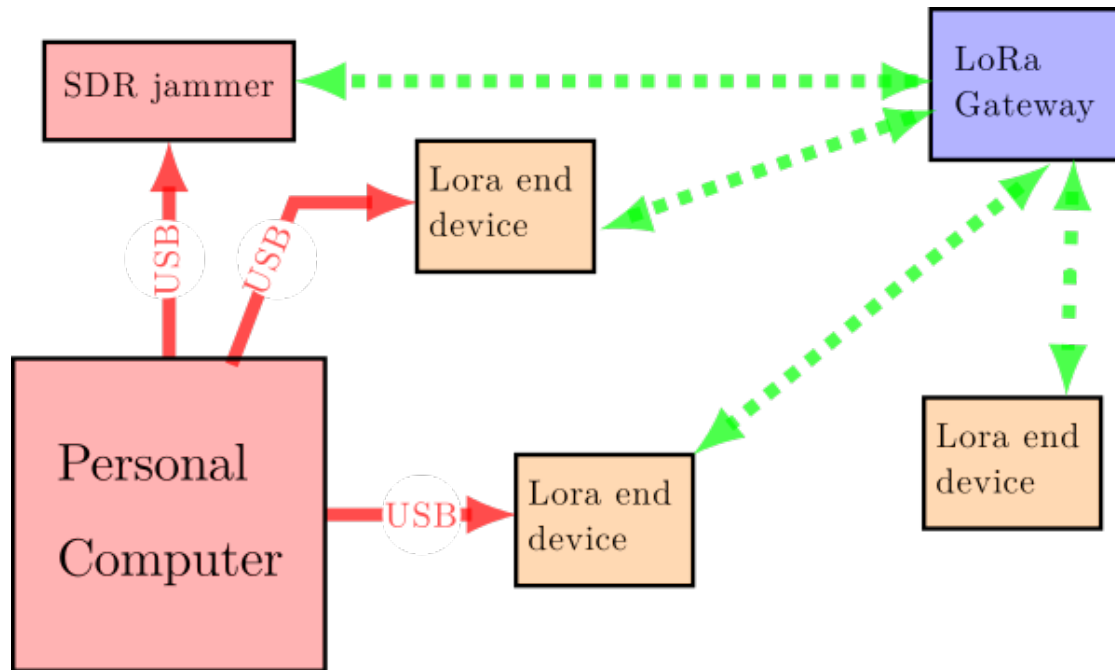 SDR jammer
LoRa
Gateway
Lora end
device
USB
USB
Personal
Computer
USB
Lora end
device
Lora end
device